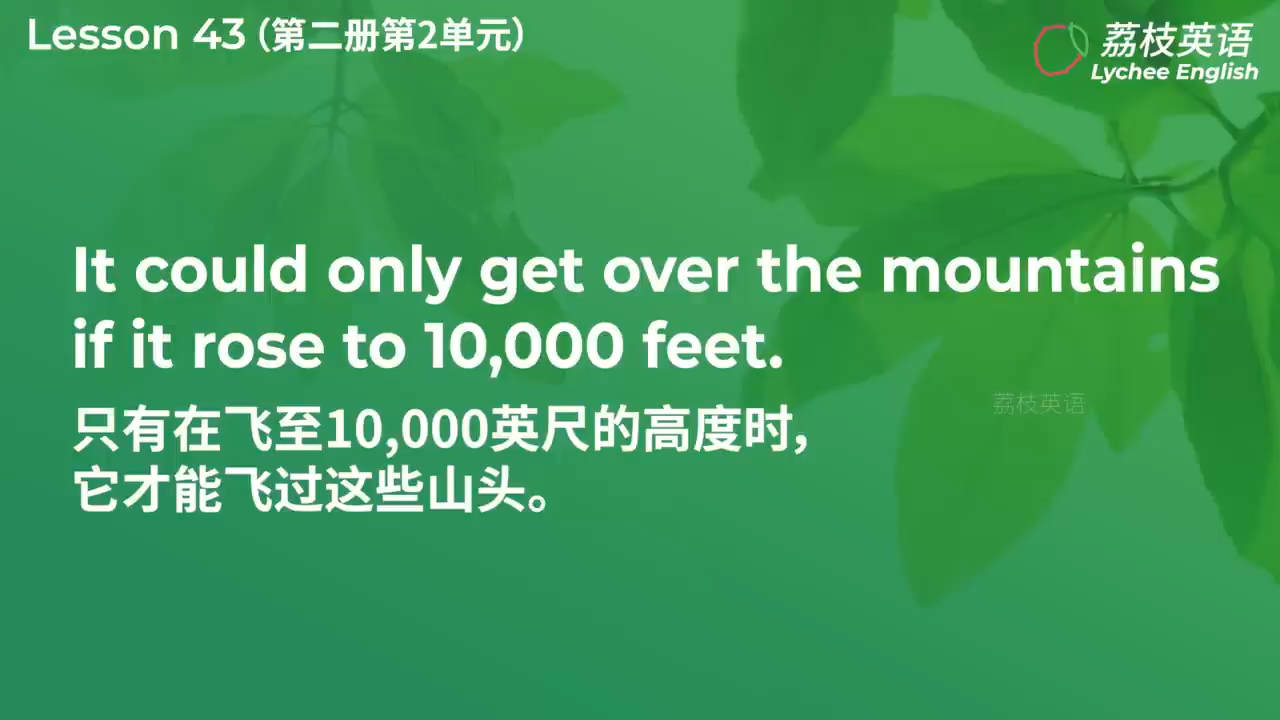 Lesson 43（第二册第2单元）
荔枝英语
Lychee English
It could only get over the mountains
if it rose to 10,000 feet.
只有在飞至10,000英尺的高度时,
它才能飞过这些山头。
荔枝英语